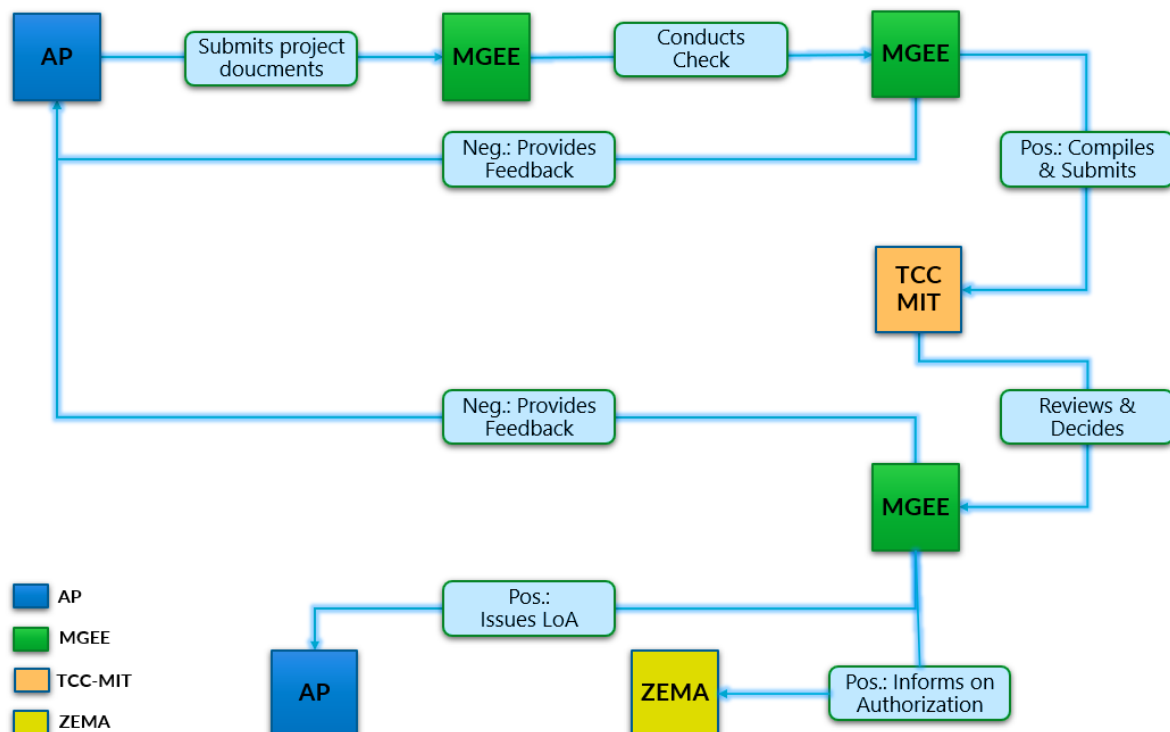 AP
Submits project
doucments
MGEE
Conducts
Check
MGEE
Neg.: Provides
Feedback
Pos.: Compiles
& Submits
TCC
MIT
Neg.: Provides
Feedback
Reviews &
Decides
MGEE
Pos.:
Issues LoA
AP
ZEMA
Pos.: Informs on
Authorization
AP
MGEE
TCC-MIT
ZEMA